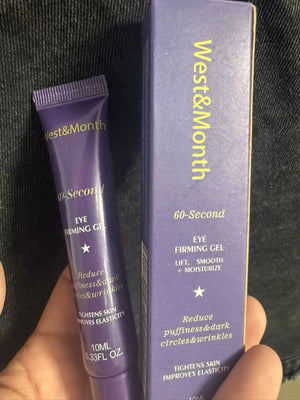 West&Month
60-Second
EYE
FIRMING GEL
★
Reduce
puffiness&dark
circles&wrinkles
TIGHTENS SKIN
IMPROVES ELASTICITY
10ML
0.33FL OZ.
West&Month
60-Second
EYE
FIRMING GEL
LIFT, SMOOTH
+ MOISTURIZE
★
Reduce
puffiness&dark
circles&wrinkles
TIGHTENS SKIN
IMPROVES ELASTICITY
10ML